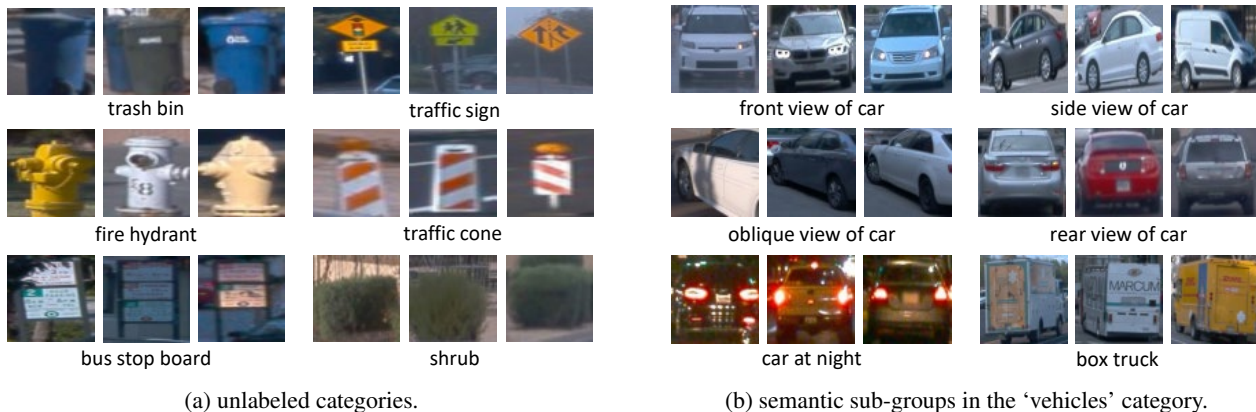 trash bin
traffic sign
58
fire hydrant
traffic cone
bus stop board
shrub
(a) unlabeled categories.
front view of car
side view of car
oblique view of car
rear view of car
MARCUM
car at night
box truck
(b) semantic sub-groups in the ‘vehicles’ category.